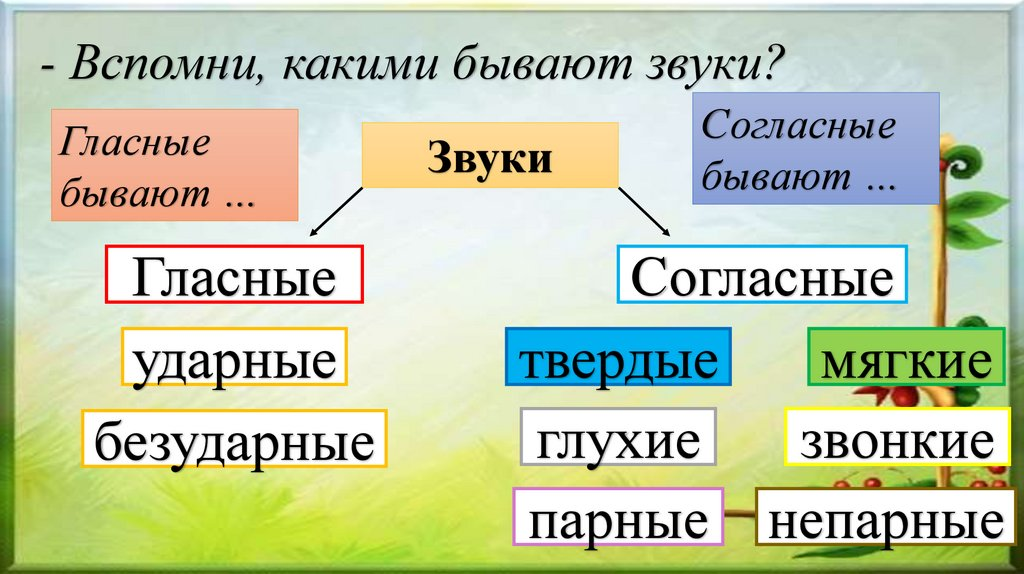 - Вспомни, какими бывают звуки?
Гласные
бывают ...
Звуки
Согласные
бывают ...
Гласные
Согласные
ударные
твердые
мягкие
безударные
глухие
звонкие
парные
непарные